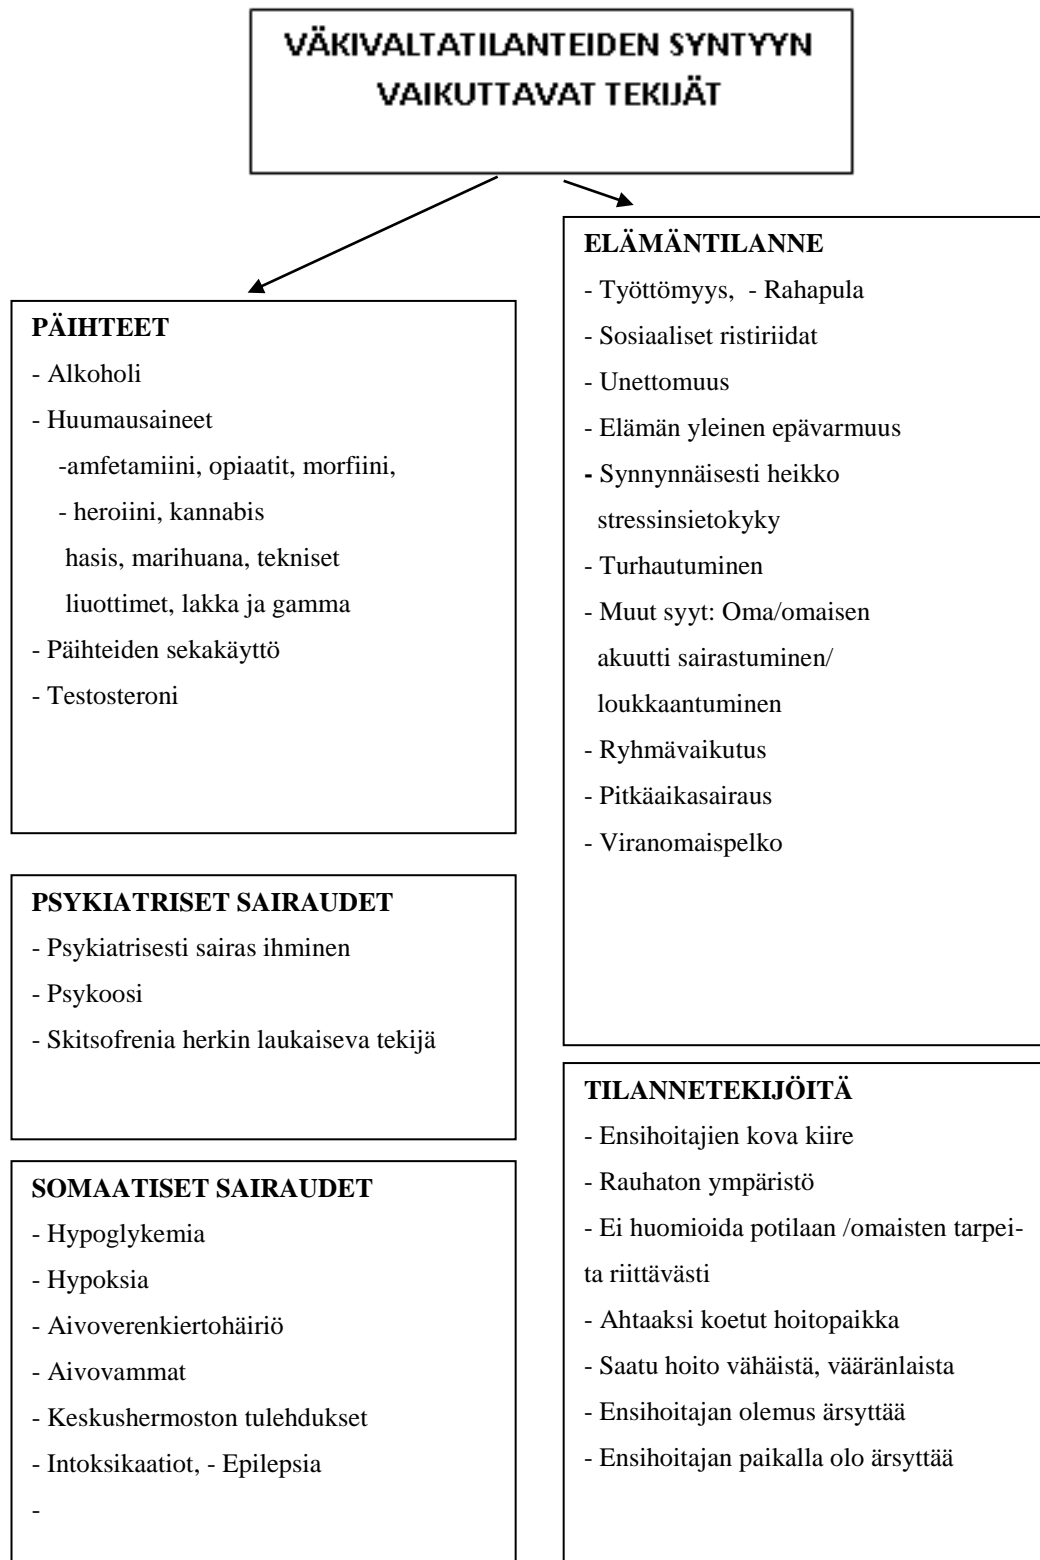 VÄKIVALTATILANTEIDEN SYNTYYN
VAIKUTTAVAT TEKIJÄT
PÄIHTEET
- Alkoholi
- Huumausaineet
-amfetamiini, opiaatit, morfiini,
- heroiini, kannabis
hasis, marihuana, tekniset
liuottimet, lakka ja gamma
- Päihteiden sekakäyttö
- Testosteroni
PSYKIATRISET SAIRAUDET
- Psykiatrisesti sairas ihminen
- Psykoosi
- Skitsofrenia herkin laukaiseva tekijä
SOMAATISET SAIRAUDET
- Hypoglykemia
- Hypoksia
- Aivoverenkiertohäiriö
- Aivovammat
- Keskushermoston tulehdukset
- Intoksikaatiot, - Epilepsia
-
ELÄMÄNTILANNE
- Työttömyys, - Rahapula
- Sosiaaliset ristiriidat
- Unettomuus
- Elämän yleinen epävarmuus
- Synnynnäisesti heikko
stressinsietokyky
- Turhautuminen
- Muut syyt: Oma/omaisen
akuutti sairastuminen/
loukkaantuminen
- Ryhmävaikutus
- Pitkäaikasairaus
- Viranomaispelko
TILANNETEKIJÖITÄ
- Ensihoitajien kova kiire
- Rauhaton ympäristö
- Ei huomioida potilaan /omaisten tarpei-
ta riittävästi
- Ahtaaksi koetut hoitopaikka
- Saatu hoito vähäistä, vääränlaista
- Ensihoitajan olemus ärsyttää
- Ensihoitajan paikalla olo ärsyttää